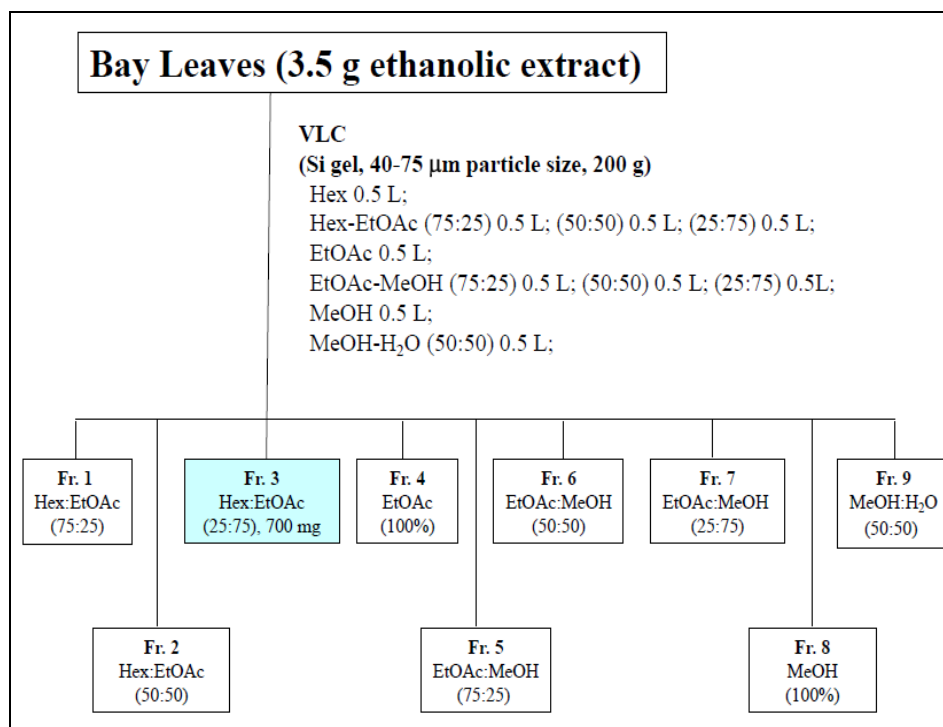 Bay Leaves (3.5 g ethanolic extract)
VLC
(Si gel, 40-75 μm particle size, 200 g)
Hex 0.5 L;
Hex-EtOAc (75:25) 0.5 L; (50:50) 0.5 L; (25:75) 0.5 L;
EtOAc 0.5 L;
EtOAc-MeOH (75:25) 0.5 L; (50:50) 0.5 L; (25:75) 0.5L;
MeOH 0.5 L;
MeOH-H₂O (50:50) 0.5 L;
Fr. 1
Hex:EtOAc
(75:25)
Fr. 3
Hex:EtOAc
(25:75), 700 mg
Fr. 4
EtOAc
(100%)
Fr. 6
EtOAc:MeOH
(50:50)
Fr. 7
EtOAc:MeOH
(25:75)
Fr. 9
MeOH:H₂O
(50:50)
Fr. 2
Hex:EtOAc
(50:50)
Fr. 5
EtOAc:MeOH
(75:25)
Fr. 8
MeOH
(100%)